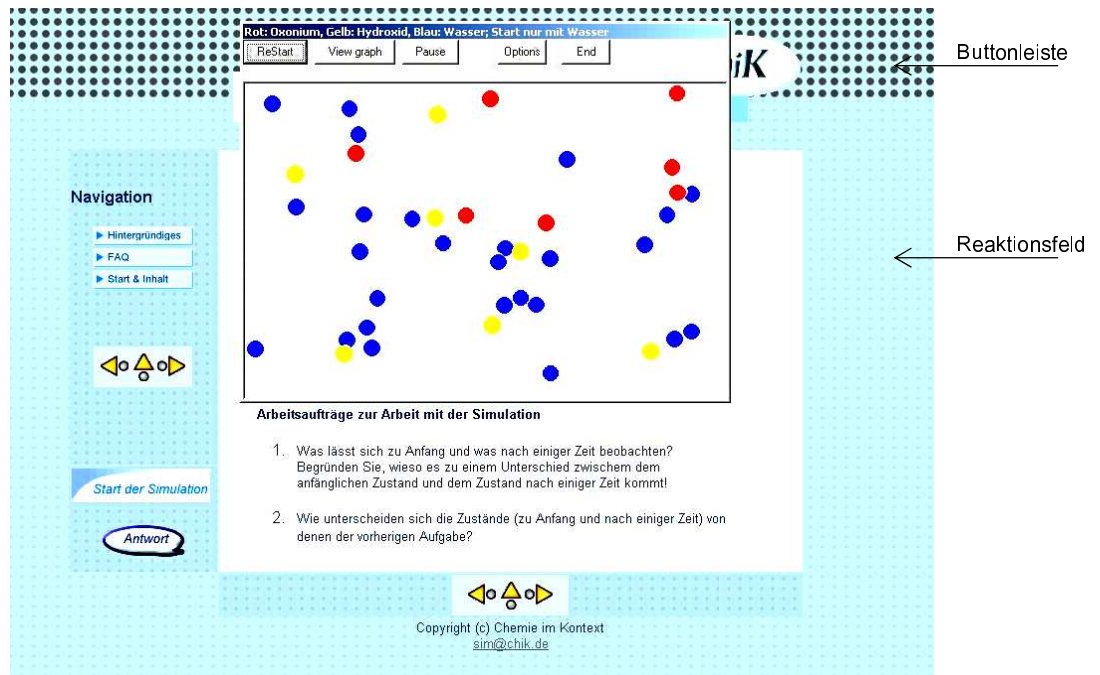 Rot: Oxonium, Gelb: Hydroxid, Blau: Wasser; Start nur mit Wasser
ReStart View graph Pause Options End
iK
Buttonleiste
Navigation
Hintergründiges
FAQ
Start & Inhalt
Reaktionsfeld
Arbeitsaufträge zur Arbeit mit der Simulation
1. Was lässt sich zu Anfang und was nach einiger Zeit beobachten?
Begründen Sie, wieso es zu einem Unterschied zwischem dem
anfänglichen Zustand und dem Zustand nach einiger Zeit kommt!
Start der Simulation
2. Wie unterscheiden sich die Zustände (zu Anfang und nach einiger Zeit) von
denen der vorherigen Aufgabe?
Antwort
Copyright (c) Chemie im Kontext
sim@chik.de